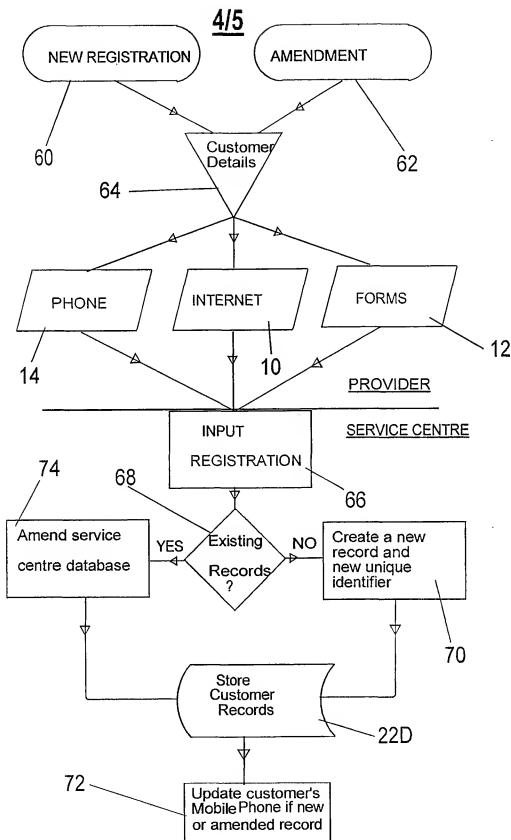 4/5
NEW REGISTRATION
AMENDMENT
60
62
Customer
Details
64
PHONE
INTERNET
FORMS
14
10
12
PROVIDER
SERVICE CENTRE
INPUT
REGISTRATION
66
74
68
Amend service
centre database
YES
Existing
Records
?
NO
Create a new
record and
new unique
identifier
70
Store
Customer
Records
22D
72
Update customer's
Mobile Phone if new
or amended record